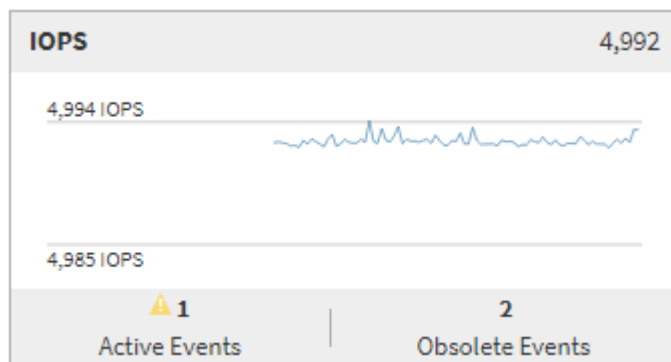 IOPS 4,992
4,994 IOPS
4,985 IOPS
1 2
Active Events Obsolete Events